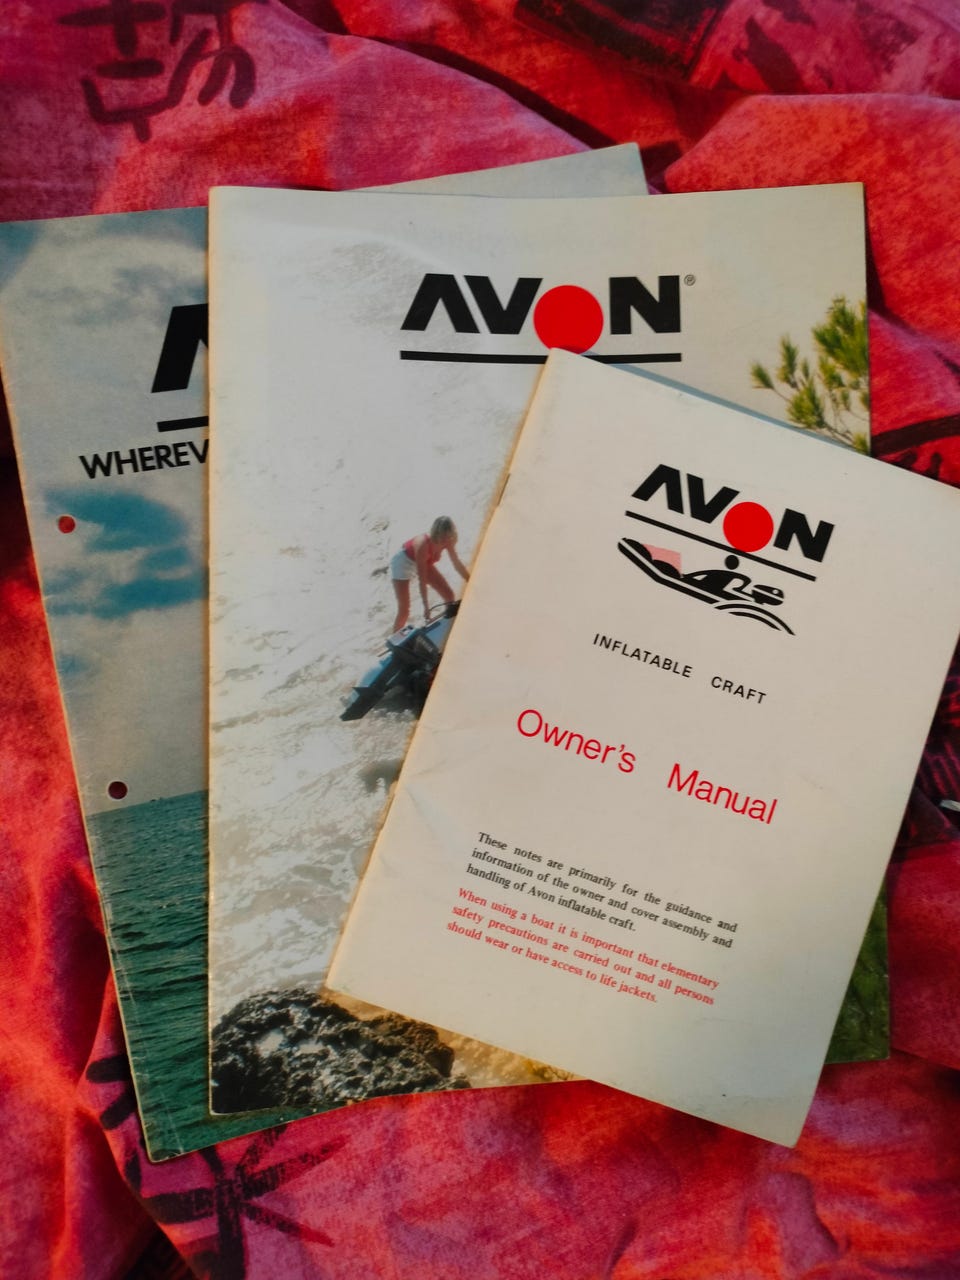 AVON®
WHEREV
AVON
INFLATABLE CRAFT
Owner's Manual
These notes are primarily for the guidance and
information of the owner and cover assembly and
handling of Avon inflatable craft.
When using a boat it is important that elementary
safety precautions are carried out and all persons
should wear or have access to life jackets.